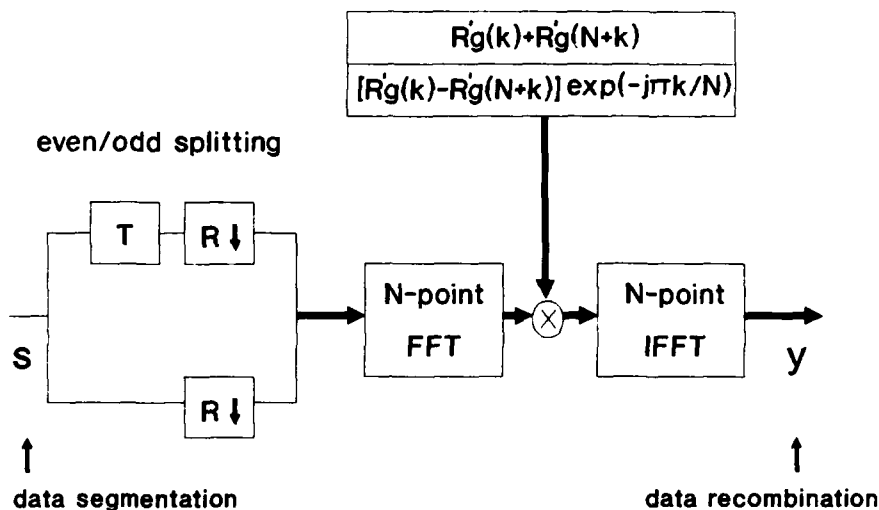 R'g(k)+R'g(N+k)
[R'g(k)-R'g(N+k)] exp(-jπk/N)
even/odd splitting
T
R↓
N-point
FFT
×
N-point
IFFT
S
y
R↓
data segmentation
data recombination